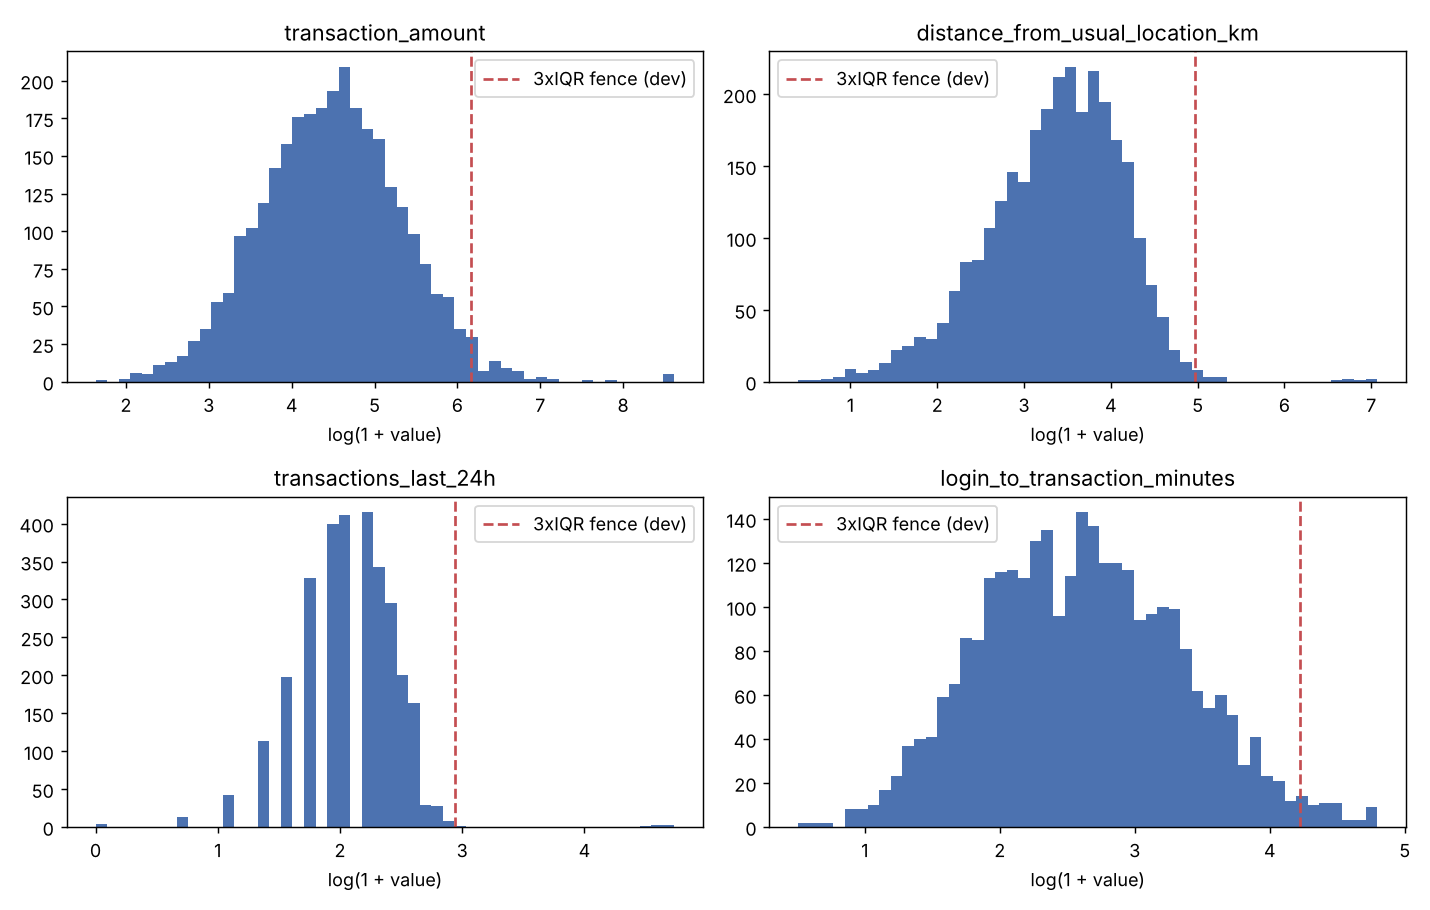 transaction_amount
3xIQR fence (dev)
200
175
150
125
100
75
50
25
0
2 3 4 5 6 7 8
log(1 + value)
distance_from_usual_location_km
3xIQR fence (dev)
200
150
100
50
0
1 2 3 4 5 6 7
log(1 + value)
transactions_last_24h
3xIQR fence (dev)
400
350
300
250
200
150
100
50
0
0 1 2 3 4
log(1 + value)
login_to_transaction_minutes
3xIQR fence (dev)
140
120
100
80
60
40
20
0
1 2 3 4 5
log(1 + value)